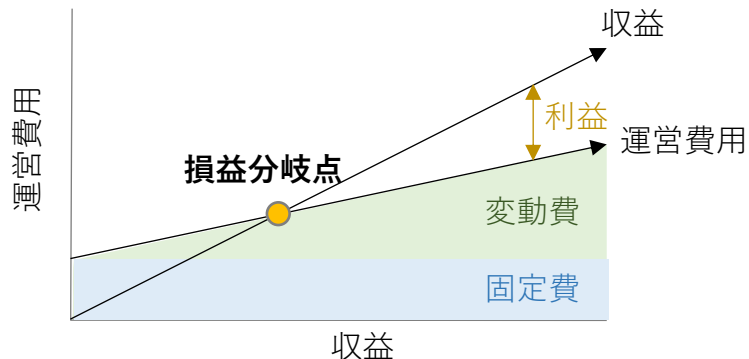 収益
利益
運営費用
運営費用
損益分岐点
変動費
固定費
収益